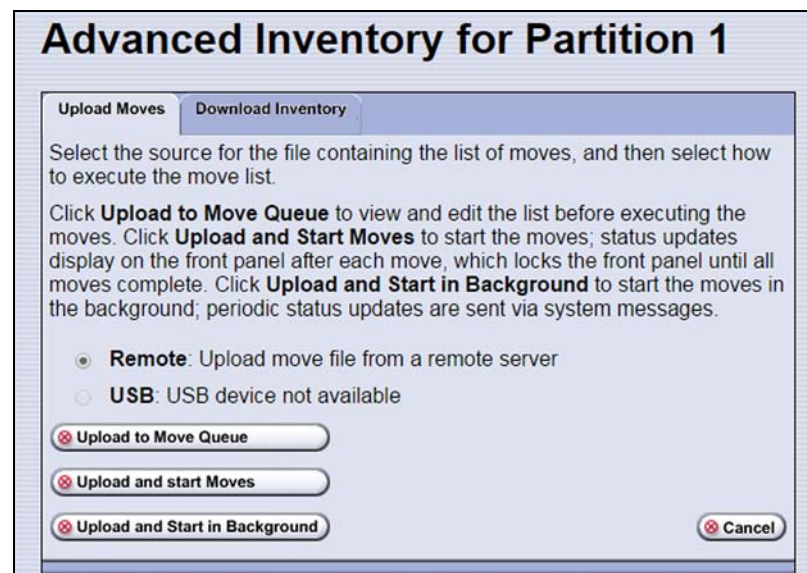 Advanced Inventory for Partition 1
Upload Moves Download Inventory
Select the source for the file containing the list of moves, and then select how
to execute the move list.
Click Upload to Move Queue to view and edit the list before executing the
moves. Click Upload and Start Moves to start the moves; status updates
display on the front panel after each move, which locks the front panel until all
moves complete. Click Upload and Start in Background to start the moves in
the background; periodic status updates are sent via system messages.
Remote: Upload move file from a remote server
USB: USB device not available
Upload to Move Queue
Upload and start Moves
Upload and Start in Background
Cancel